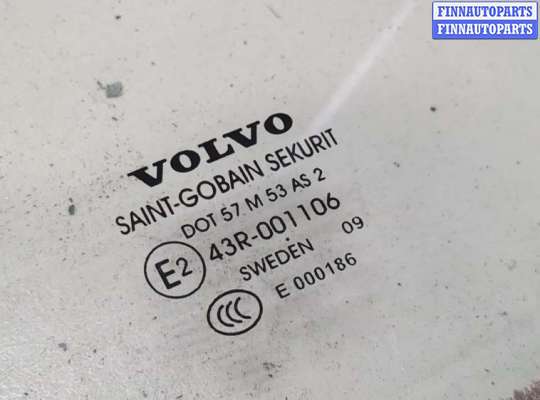 FINNAUTOPARTS
FINNAUTOPARTS
VOLVO
SAINT-GOBAIN SEKURIT
DOT 57 M 53 AS 2
E2 43R-001106
SWEDEN 09
CCC E 000186